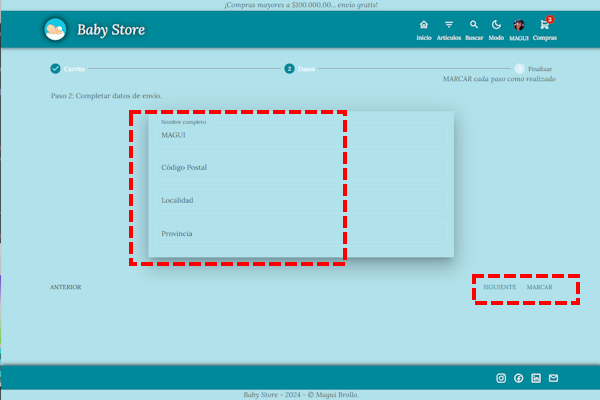 ¡Compras mayores a $100.000,00... envío gratis!
Baby Store
Inicio Artículos Buscar Modo MAGUI Compras
3
Carrito 2 Datos 3 Finalizar
MARCAR cada paso como realizado
Paso 2: Completar datos de envío.
Nombre completo
MAGUI
Código Postal
Localidad
Provincia
ANTERIOR SIGUIENTE MARCAR
Baby Store - 2024 - © Magui Brollo.